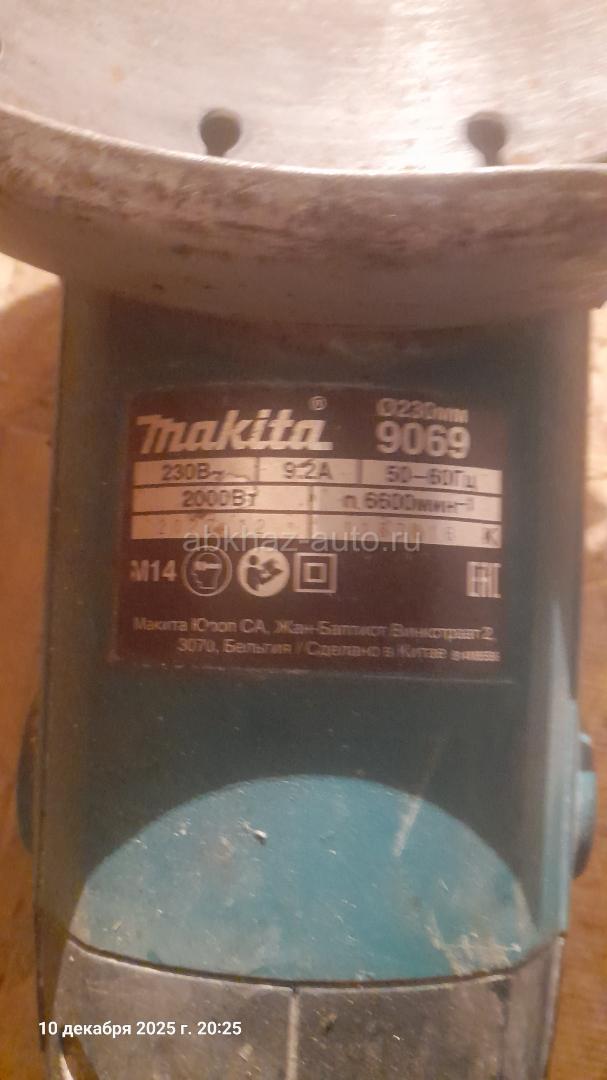 makita® Ø230мм
9069
230В~ 9.2А 50–60Гц
2000Вт n 6600мин⁻¹
K
abkhaz-auto.ru
M14 EAC
Макита Юроп СА, Жан-Баптист Винкстраат 2,
3070, Бельгия / Сделано в Китае
10 декабря 2025 г. 20:25